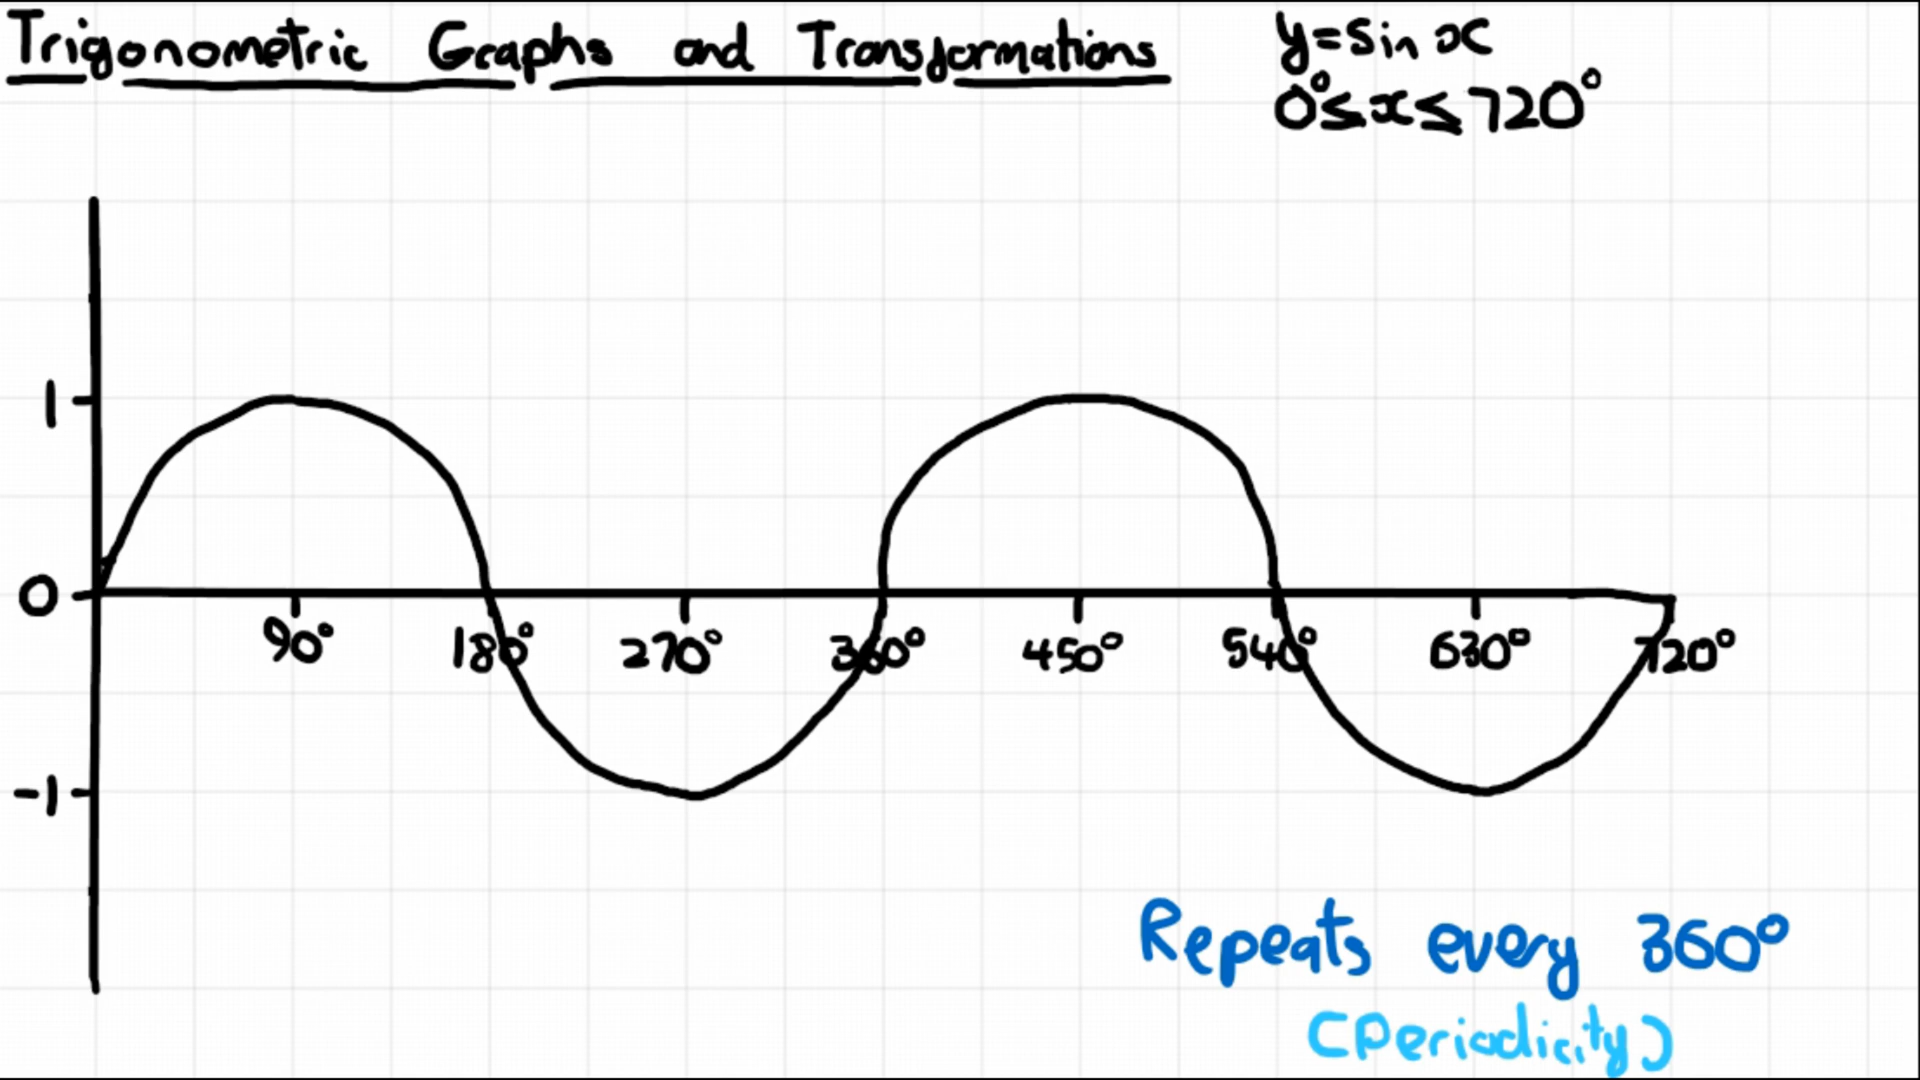 Trigonometric Graphs and Transformations
y=sin x
0°≤x≤720°
1
0
90° 180° 270° 360° 450° 540° 630° 720°
-1
Repeats every 360°
(Periodicity)